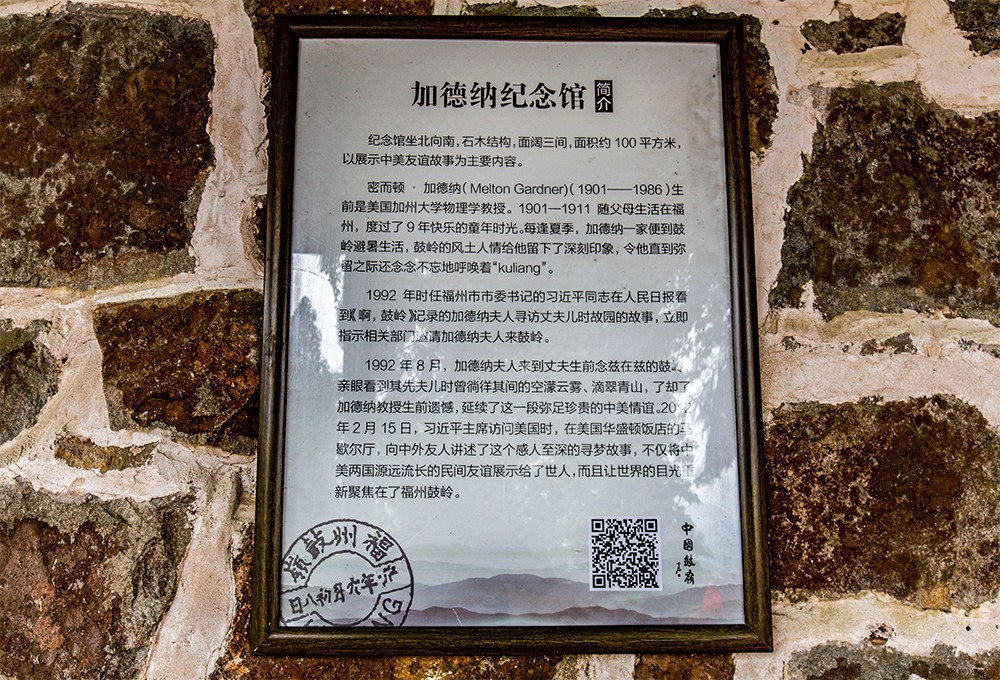 加德纳纪念馆 简介
纪念馆坐北向南，石木结构，面阔三间，面积约 100 平方米，
以展示中美友谊故事为主要内容。
密而顿 · 加德纳（Melton Gardner)（1901——1986）生
前是美国加州大学物理学教授。1901—1911 随父母生活在福
州，度过了 9 年快乐的童年时光。每逢夏季，加德纳一家便到鼓
岭避暑生活，鼓岭的风土人情给他留下了深刻印象，令他直到弥
留之际还念念不忘地呼唤着“kuliang”。
1992 年时任福州市市委书记的习近平同志在人民日报看
到《啊，鼓岭》记录的加德纳夫人寻访丈夫儿时故园的故事，立即
指示相关部门邀请加德纳夫人来鼓岭。
1992 年 8 月，加德纳夫人来到丈夫生前念兹在兹的鼓岭，
亲眼看到其先夫儿时曾徜徉其间的空濛云雾、滴翠青山，了却了
加德纳教授生前遗憾，延续了这一段弥足珍贵的中美情谊。2012
年 2 月 15 日，习近平主席访问美国时，在美国华盛顿饭店的马
歇尔厅，向中外友人讲述了这个感人至深的寻梦故事，不仅将中
美两国源远流长的民间友谊展示给了世人，而且让世界的目光重
新聚焦在了福州鼓岭。
福州鼓嶺
中国鼓岭